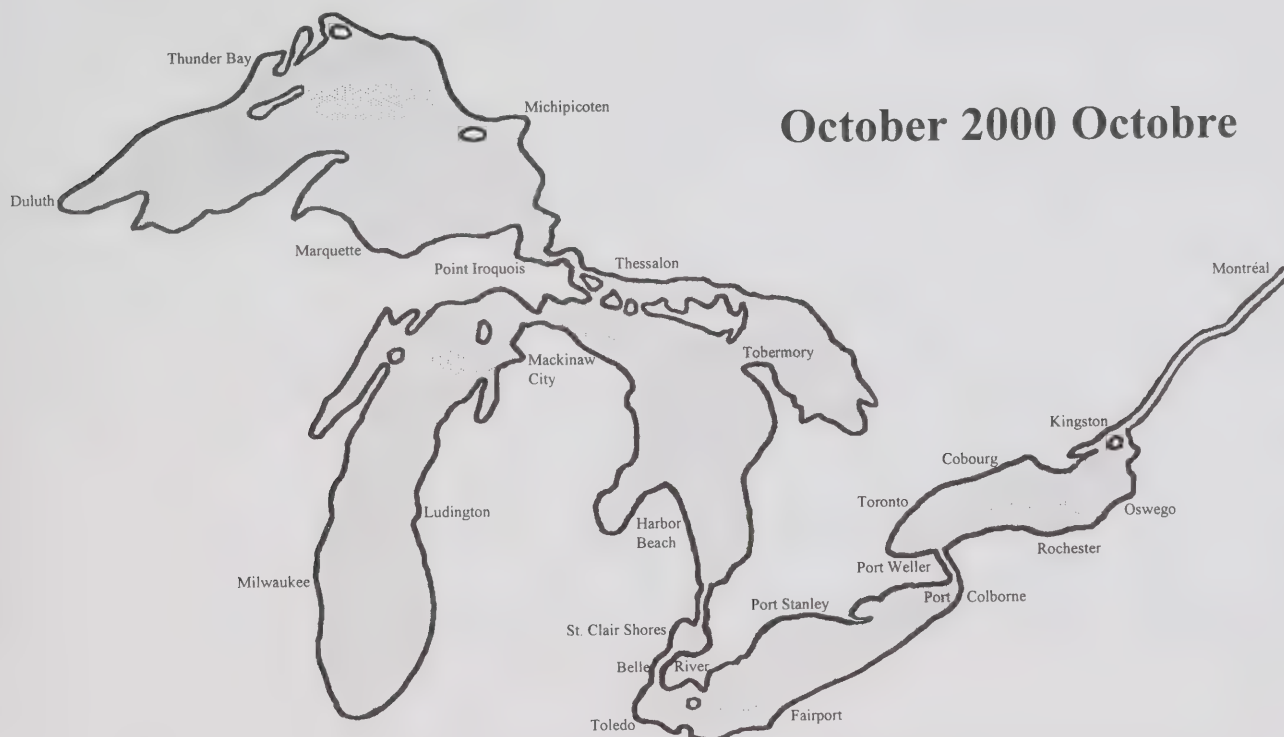 Thunder Bay
Michipicoten
October 2000 Octobre
Duluth
Marquette
Point Iroquois
Thessalon
Montréal
Mackinaw
City
Tobermory
Kingston
Cobourg
Toronto
Oswego
Ludington
Harbor
Beach
Rochester
Port Weller
Milwaukee
Port Stanley
Port Colborne
St. Clair Shores
Belle River
Toledo
Fairport